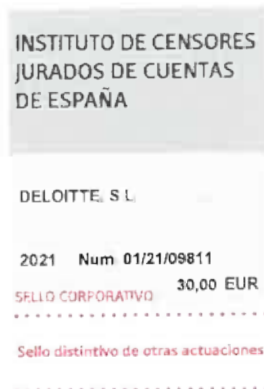 INSTITUTO DE CENSORES
JURADOS DE CUENTAS
DE ESPAÑA
DELOITTE, S L
2021 Num 01/21/09811
30,00 EUR
SELLO CORPORATIVO
Sello distintivo de otras actuaciones